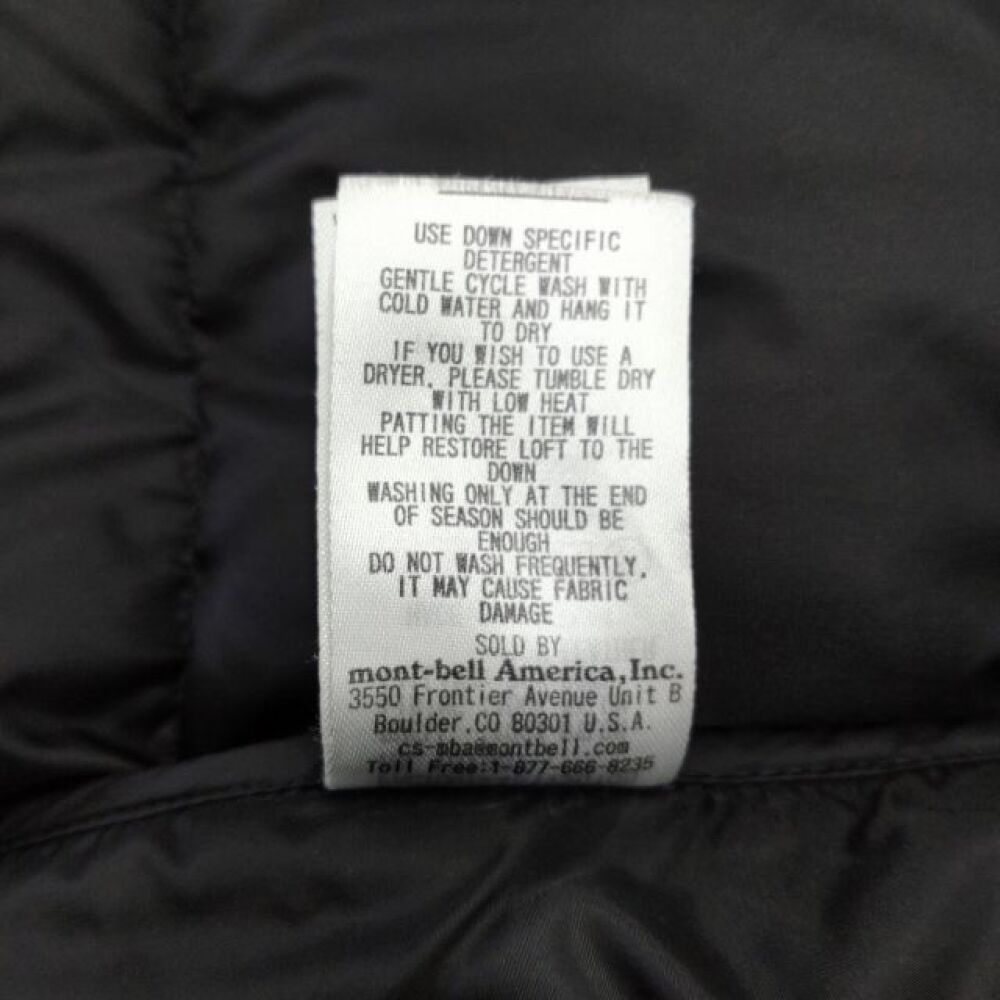 USE DOWN SPECIFIC
DETERGENT
GENTLE CYCLE WASH WITH
COLD WATER AND HANG IT
TO DRY
IF YOU WISH TO USE A
DRYER, PLEASE TUMBLE DRY
WITH LOW HEAT
PATTING THE ITEM WILL
HELP RESTORE LOFT TO THE
DOWN
WASHING ONLY AT THE END
OF SEASON SHOULD BE
ENOUGH
DO NOT WASH FREQUENTLY,
IT MAY CAUSE FABRIC
DAMAGE
SOLD BY
mont-bell America, Inc.
3550 Frontier Avenue Unit B
Boulder, CO 80301 U.S.A.
cs-mba@montbell.com
Toll Free:1-877-666-8235